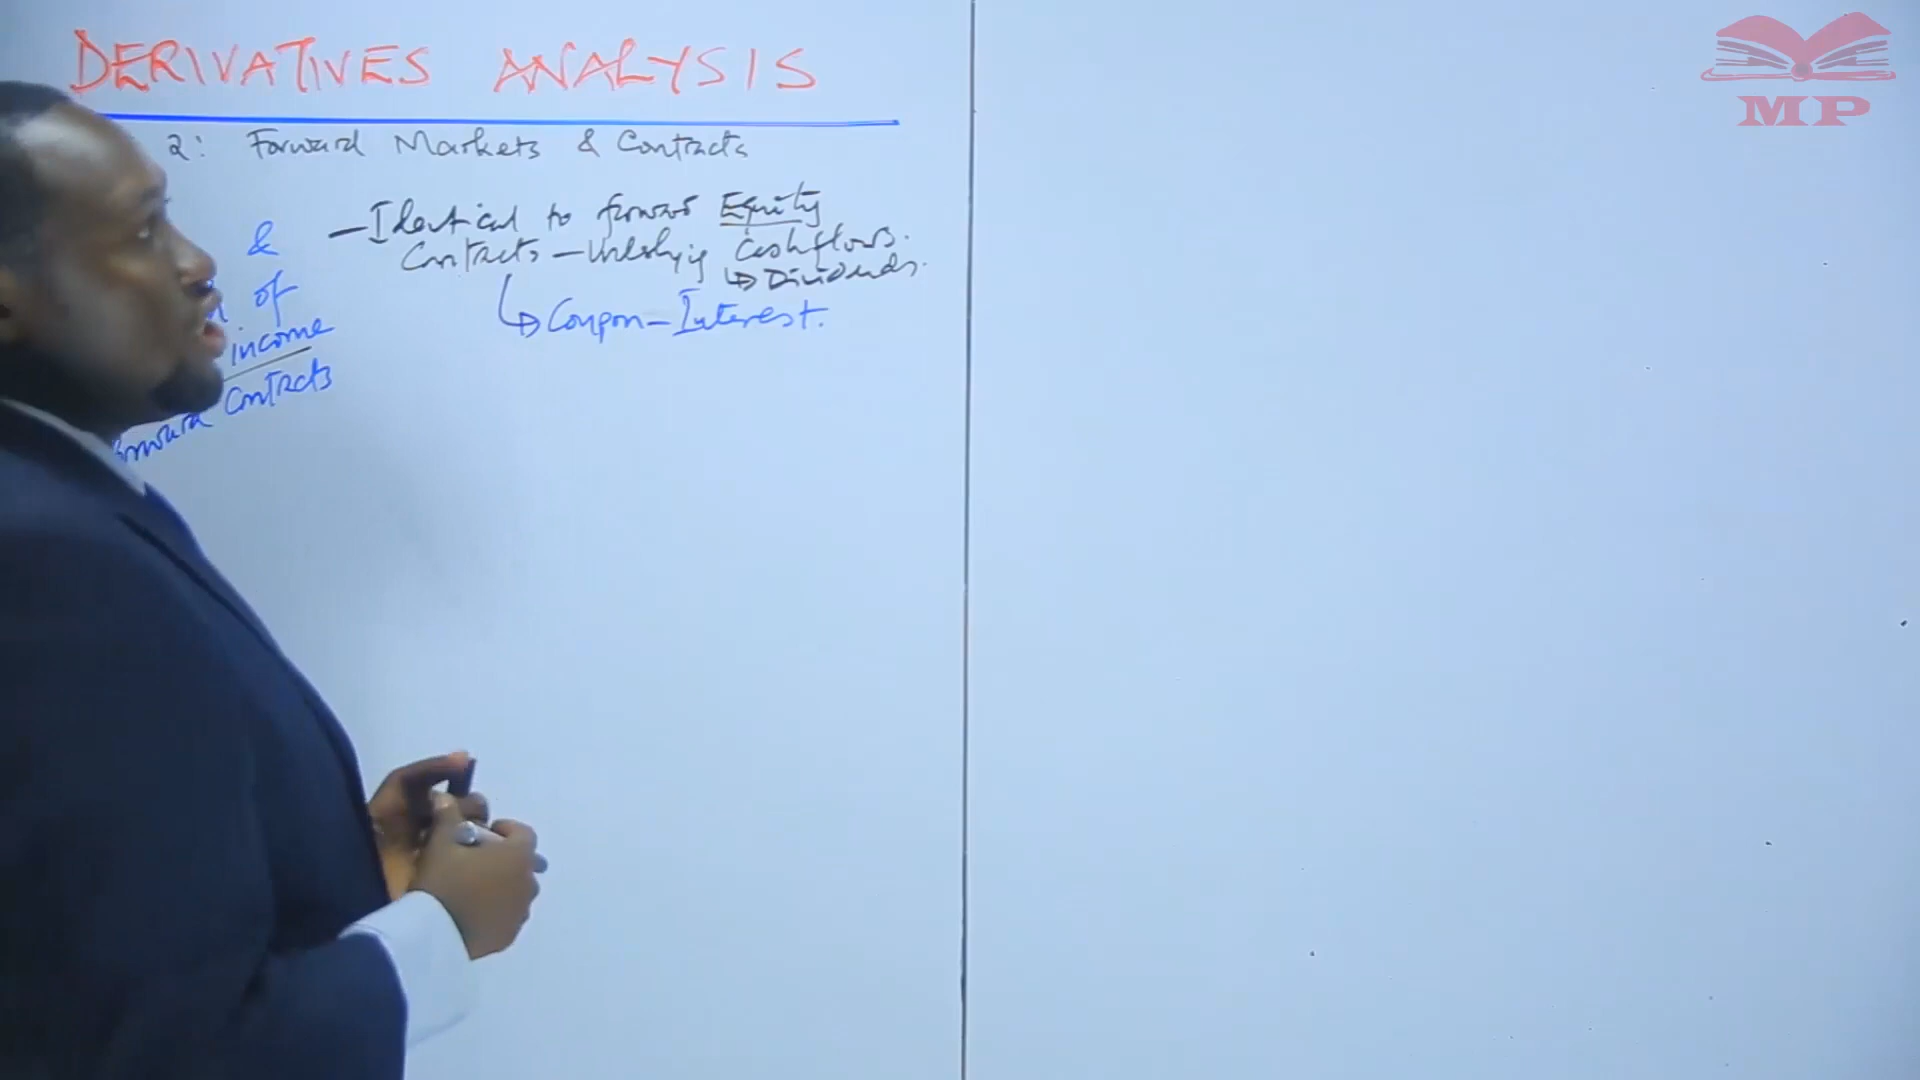 DERIVATIVES ANALYSIS
2: Forward Markets & Contracts
&
of
income
Contracts
- Identical to forward Equity
Contracts - Underlying Cashflows.
↳ Dividends.
↳ Coupon - Interest.
MP